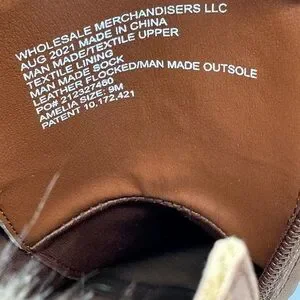 WHOLESALE MERCHANDISERS LLC
AUG 2021 MADE IN CHINA
MAN MADE/TEXTILE UPPER
TEXTILE LINING
MAN MADE SOCK
LEATHER FLOCKED/MAN MADE OUTSOLE
PO# 212327460
AMELIA SIZE: 9M
PATENT 10,172,421